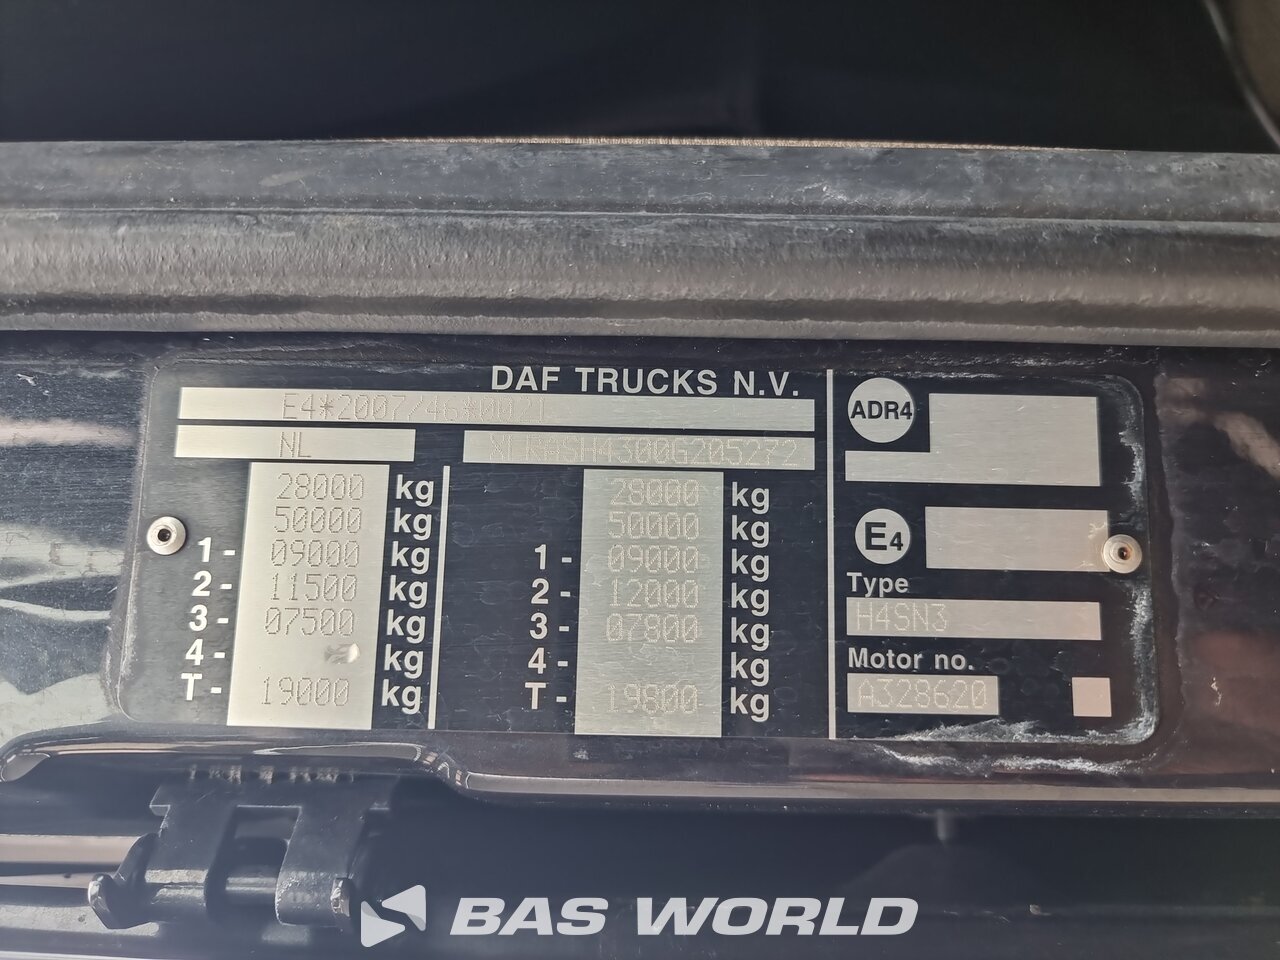 DAF TRUCKS N.V.
E4*2007/46*0021
NL XLRASH4300G205272
28000 kg 28000 kg
50000 kg 50000 kg
1- 09000 kg 1- 09000 kg
2- 11500 kg 2- 12000 kg
3- 07500 kg 3- 07800 kg
4- kg 4- kg
T- 19000 kg T- 19800 kg
ADR4
E4
Type
H4SN3
Motor no.
A328620
BAS WORLD